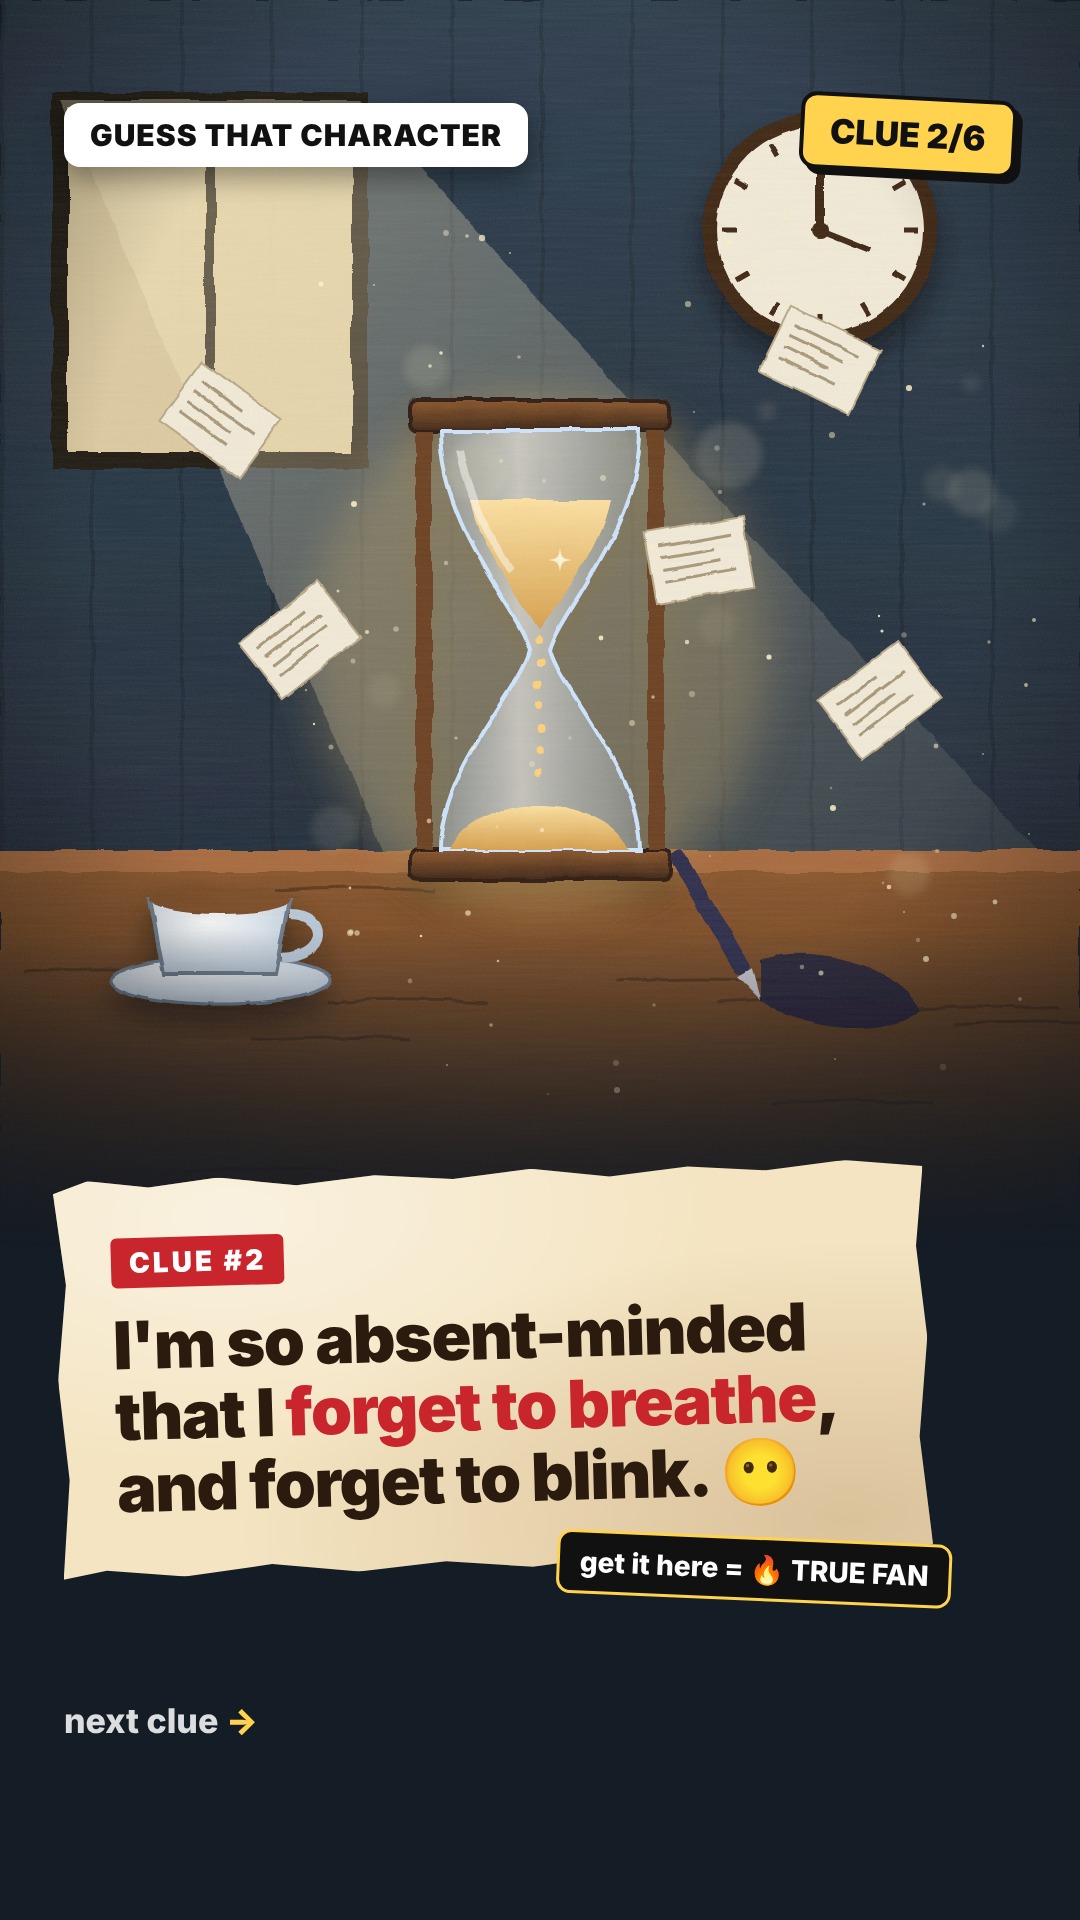 GUESS THAT CHARACTER
CLUE 2/6
CLUE #2
I'm so absent-minded
that I forget to breathe,
and forget to blink. 😶
get it here = 🔥 TRUE FAN
next clue →